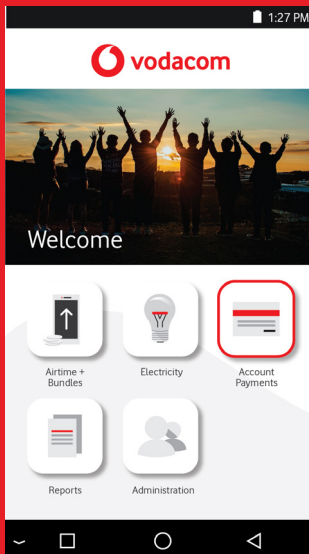 1:27 PM
vodacom
Welcome
Airtime +
Bundles
Electricity
Account
Payments
Reports
Administration